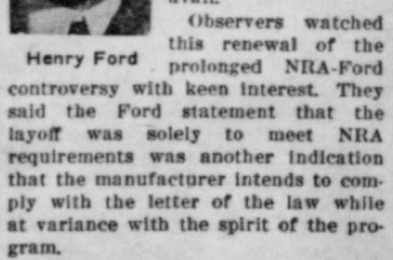 Observers watched
this renewal of the
Henry Ford
prolonged NRA-Ford
controversy with keen interest. They
said the Ford statement that the
layoff was solely to meet NRA
requirements was another indication
that the manufacturer intends to com-
ply with the letter of the law while
at variance with the spirit of the pro-
gram.